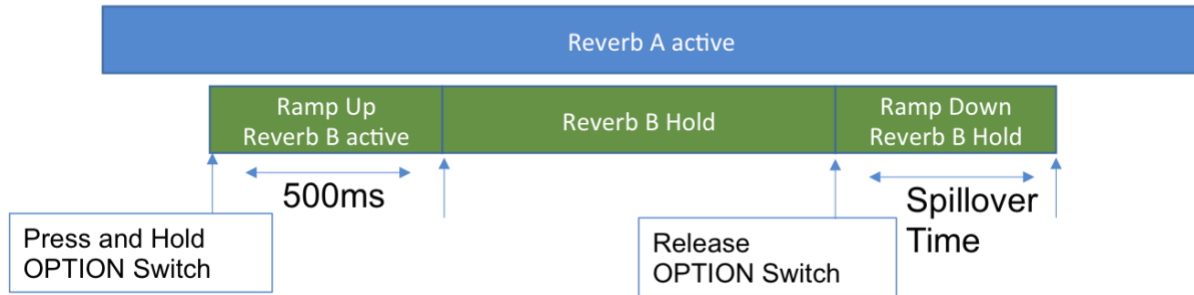 Reverb A active
Ramp Up
Reverb B active
Reverb B Hold
Ramp Down
Reverb B Hold
500ms
Spillover
Time
Press and Hold
OPTION Switch
Release
OPTION Switch